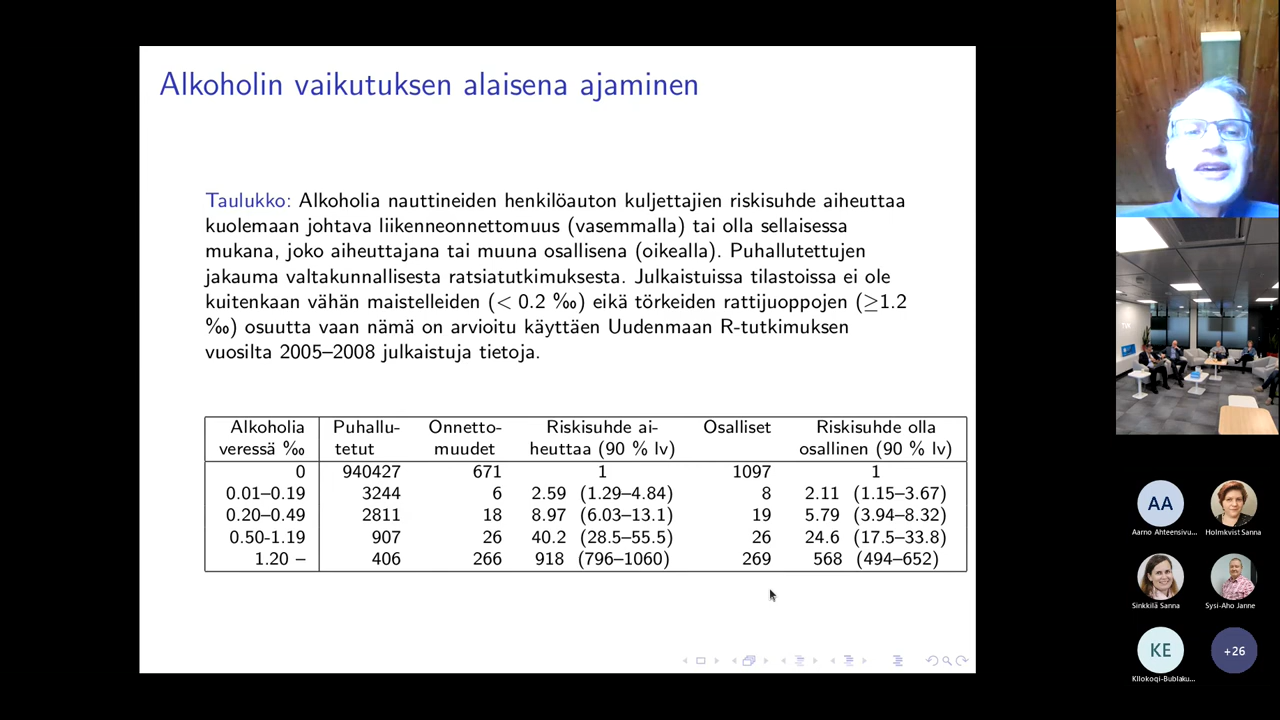 Alkoholin vaikutuksen alaisena ajaminen
Taulukko: Alkoholia nauttineiden henkilöauton kuljettajien riskisuhde aiheuttaa
kuolemaan johtava liikenneonnettomuus (vasemmalla) tai olla sellaisessa
mukana, joko aiheuttajana tai muuna osallisena (oikealla). Puhallutettujen
jakauma valtakunnallisesta ratsiatutkimuksesta. Julkaistuissa tilastoissa ei ole
kuitenkaan vähän maistelleiden (< 0.2 ‰) eikä törkeiden rattijuoppojen (≥1.2
‰) osuutta vaan nämä on arvioitu käyttäen Uudenmaan R-tutkimuksen
vuosilta 2005–2008 julkaistuja tietoja.
Alkoholia Puhallu- Onnetto- Riskisuhde ai- Osalliset Riskisuhde olla
veressä ‰ tetut muudet heuttaa (90 % lv) osallinen (90 % lv)
0 940427 671 1 1097 1
0.01–0.19 3244 6 2.59 (1.29–4.84) 8 2.11 (1.15–3.67)
0.20–0.49 2811 18 8.97 (6.03–13.1) 19 5.79 (3.94–8.32)
0.50-1.19 907 26 40.2 (28.5–55.5) 26 24.6 (17.5–33.8)
1.20 – 406 266 918 (796–1060) 269 568 (494–652)
AA
Aarno Ahteensivu... Holmkvist Sanna
Sinkkilä Sanna Sysi-Aho Janne
KE +26
Kllokoqi-Bublaku...